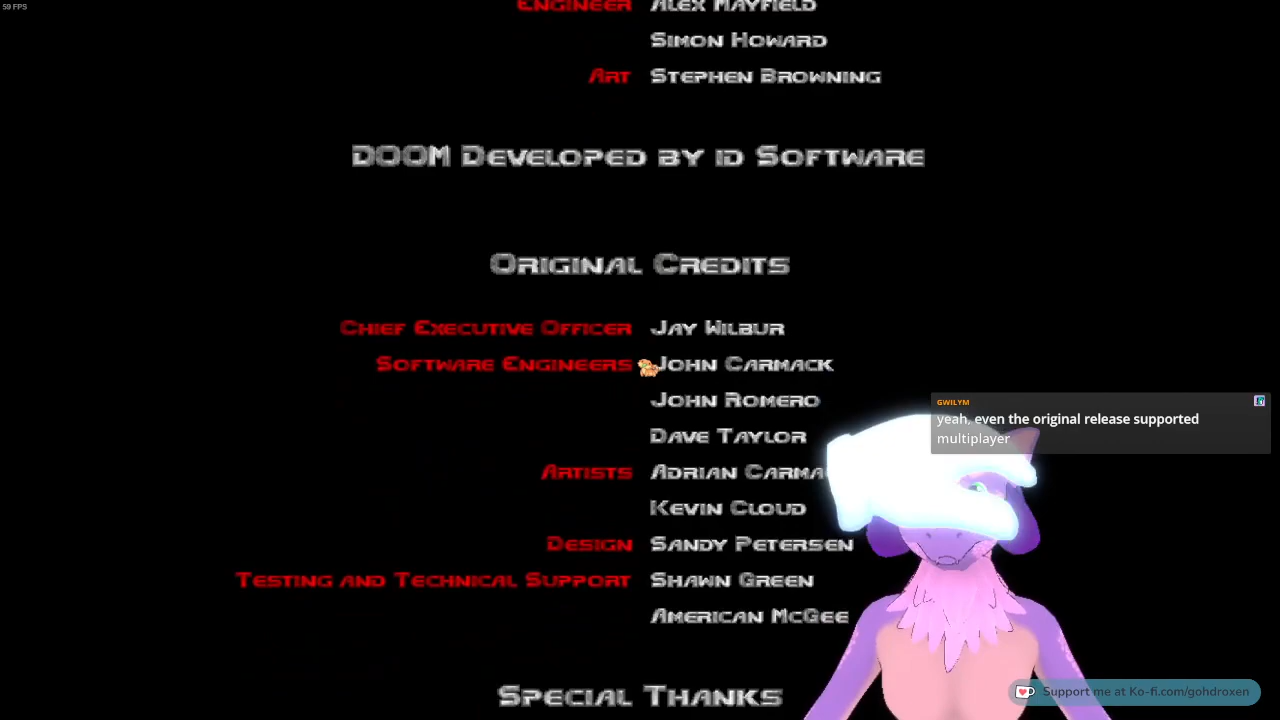 59 FPS
Engineer Alex Mayfield
Simon Howard
Art Stephen Browning
DOOM Developed by id Software
Original Credits
Chief Executive Officer Jay Wilbur
Software Engineers John Carmack
John Romero
GWILYM
yeah, even the original release supported
multiplayer
Dave Taylor
Artists Adrian Carma
Kevin Cloud
Design Sandy Petersen
Testing and Technical Support Shawn Green
American McGee
Special Thanks
Support me at Ko-fi.com/gohdroxen